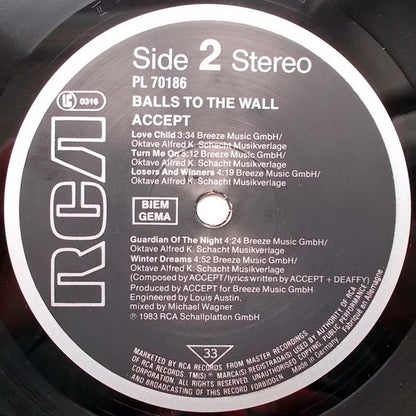 Side 2 Stereo
PL 70186
LC 0316
BALLS TO THE WALL
ACCEPT
Love Child 3:34 Breeze Music GmbH/
Oktave Alfred K. Schacht Musikverlage
Turn Me On 5:12 Breeze Music GmbH/
Oktave Alfred K. Schacht Musikverlage
Losers And Winners 4:19 Breeze Music GmbH/
Oktave Alfred K. Schacht Musikverlage
BIEM
GEMA
Guardian Of The Night 4:24 Breeze Music GmbH/
Oktave Alfred K. Schacht Musikverlage
Winter Dreams 4:52 Breeze Music GmbH/
Oktave Alfred K. Schacht Musikverlage
(Composed by ACCEPT/lyrics written by ACCEPT + DEAFFY)
Produced by ACCEPT for Breeze Music GmbH
Engineered by Louis Austin,
mixed by Michael Wagner
℗ 1983 RCA Schallplatten GmbH
RCA
33
MARKETED BY RCA RECORDS FROM MASTER RECORDINGS
OF RCA RECORDS. TM(S) ® MARCA(S) REGISTRADA(S) USED BY AUTHORITY OF RCA
CORPORATION. ALL RIGHTS RESERVED. UNAUTHORISED COPYING PUBLIC PERFORMANCE
AND BROADCASTING OF THIS RECORD FORBIDDEN
Made in Germany
Fabriqué en Allemagne